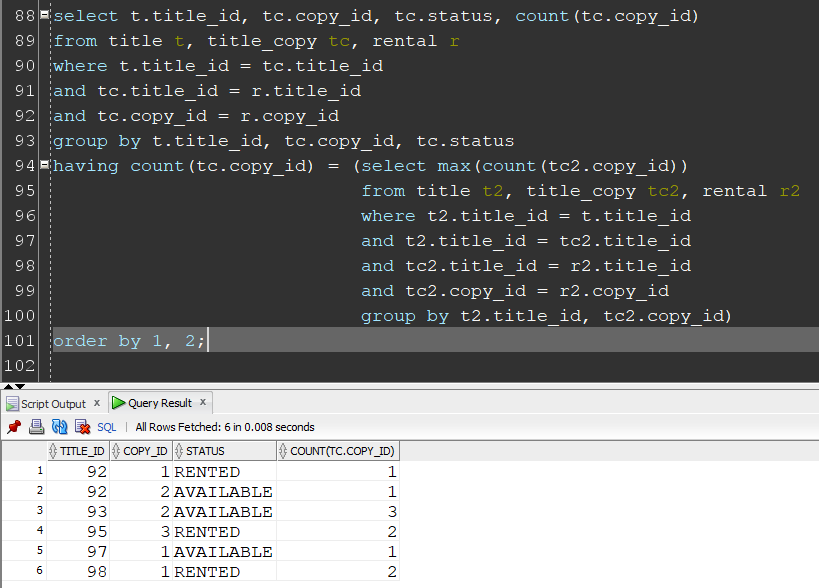 88 select t.title_id, tc.copy_id, tc.status, count(tc.copy_id)
89 from title t, title_copy tc, rental r
90 where t.title_id = tc.title_id
91 and tc.title_id = r.title_id
92 and tc.copy_id = r.copy_id
93 group by t.title_id, tc.copy_id, tc.status
94 having count(tc.copy_id) = (select max(count(tc2.copy_id))
95 from title t2, title_copy tc2, rental r2
96 where t2.title_id = t.title_id
97 and t2.title_id = tc2.title_id
98 and tc2.title_id = r2.title_id
99 and tc2.copy_id = r2.copy_id
100 group by t2.title_id, tc2.copy_id)
101 order by 1, 2;
102
Script Output x Query Result x
SQL | All Rows Fetched: 6 in 0.008 seconds
TITLE_ID COPY_ID STATUS COUNT(TC.COPY_ID)
1 92 1 RENTED 1
2 92 2 AVAILABLE 1
3 93 2 AVAILABLE 3
4 95 3 RENTED 2
5 97 1 AVAILABLE 1
6 98 1 RENTED 2